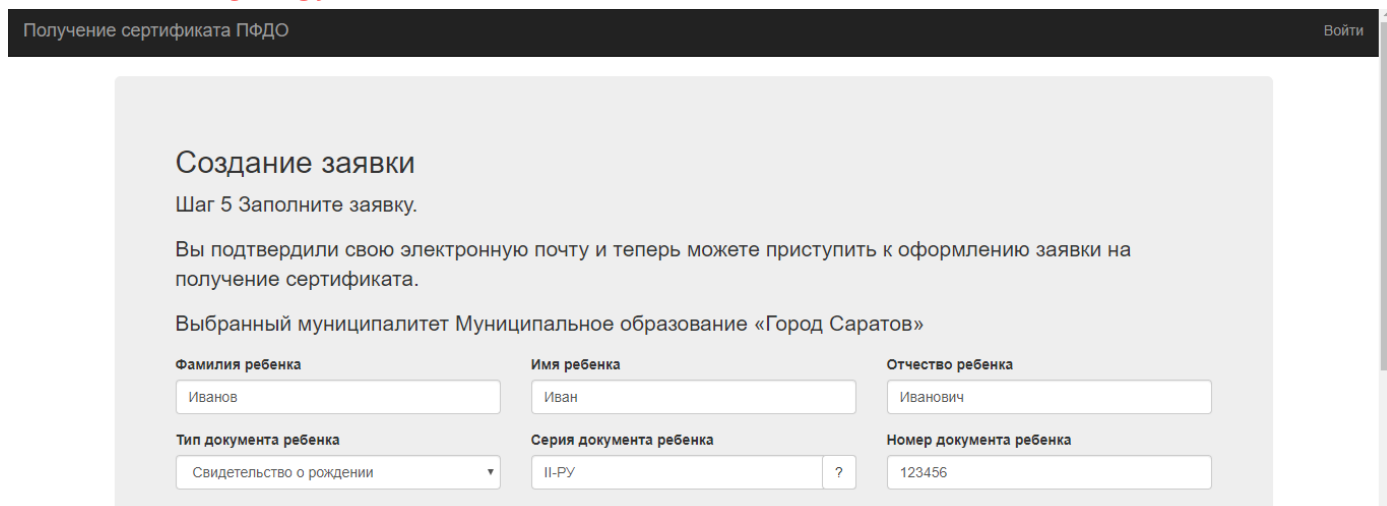 Получение сертификата ПФДО
Войти
Создание заявки
Шаг 5 Заполните заявку.
Вы подтвердили свою электронную почту и теперь можете приступить к оформлению заявки на
получение сертификата.
Выбранный муниципалитет Муниципальное образование «Город Саратов»
Фамилия ребенка
Имя ребенка
Отчество ребенка
Иванов
Иван
Иванович
Тип документа ребенка
Серия документа ребенка
Номер документа ребенка
Свидетельство о рождении
II-РУ
?
123456